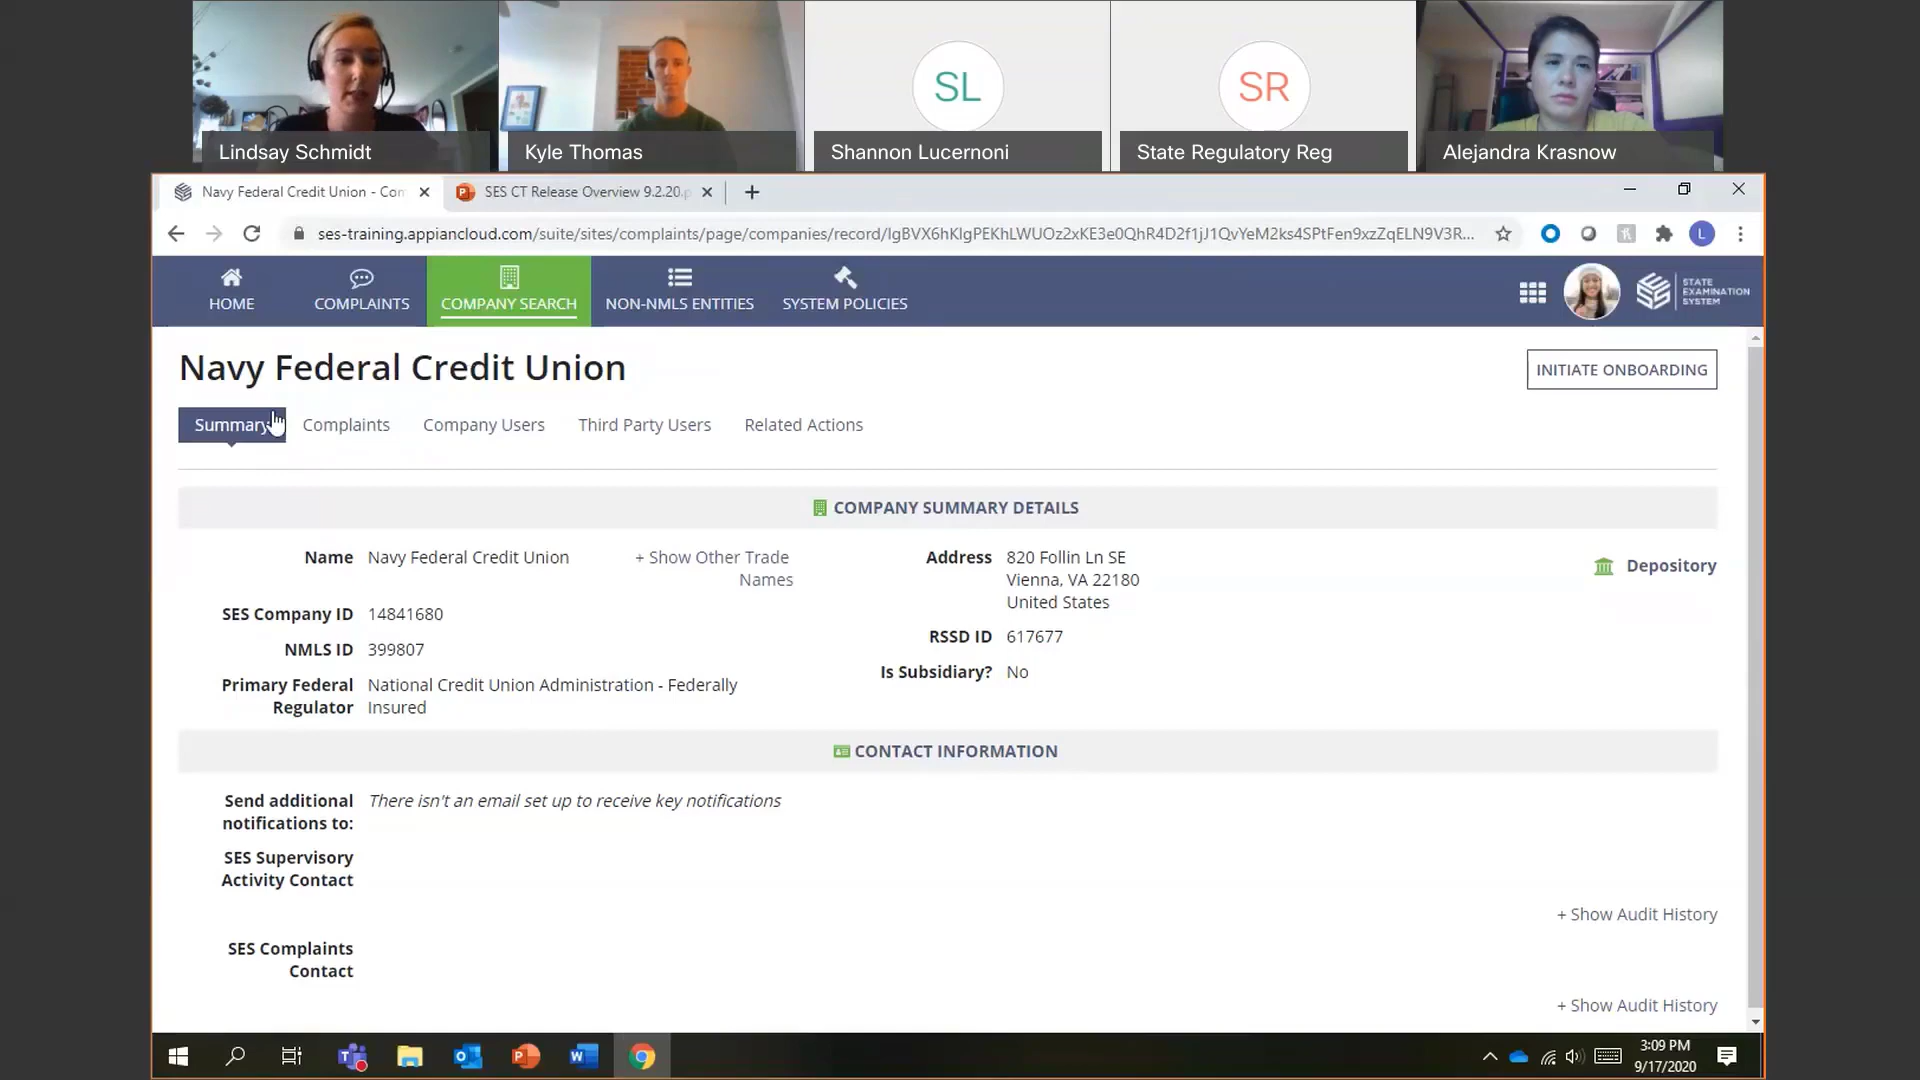 SL
SR
Lindsay Schmidt
Kyle Thomas
Shannon Lucernoni
State Regulatory Reg
Alejandra Krasnow
Navy Federal Credit Union - Con
SES CT Release Overview 9.2.20.p
ses-training.appiancloud.com/suite/sites/complaints/page/companies/record/
L
HOME
COMPLAINTS
COMPANY SEARCH
NON-NMLS ENTITIES
SYSTEM POLICIES
STATE
EXAMINATION
SYSTEM
Navy Federal Credit Union
INITIATE ONBOARDING
Summary
Complaints
Company Users
Third Party Users
Related Actions
COMPANY SUMMARY DETAILS
Name Navy Federal Credit Union
+ Show Other Trade
Names
SES Company ID 14841680
NMLS ID 399807
Primary Federal
Regulator
National Credit Union Administration - Federally
Insured
Address 820 Follin Ln SE
Vienna, VA 22180
United States
RSSD ID 617677
Is Subsidiary? No
Depository
CONTACT INFORMATION
Send additional
notifications to:
There isn't an email set up to receive key notifications
SES Supervisory
Activity Contact
+ Show Audit History
SES Complaints
Contact
+ Show Audit History
3:09 PM
9/17/2020